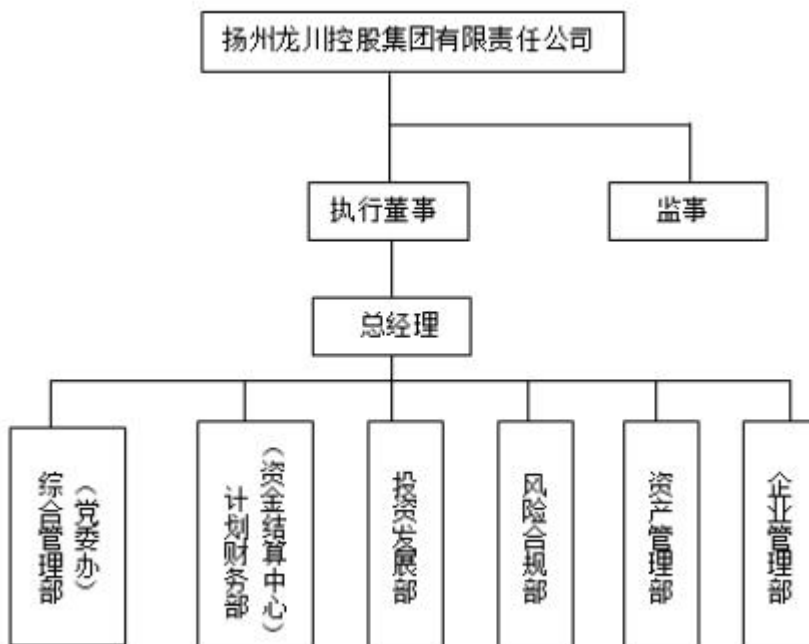 扬州龙川控股集团有限责任公司
执行董事
监事
总经理
综合管理部
（党委办）
计划财务部
（资金结算中心）
投资发展部
风险合规部
资产管理部
企业管理部